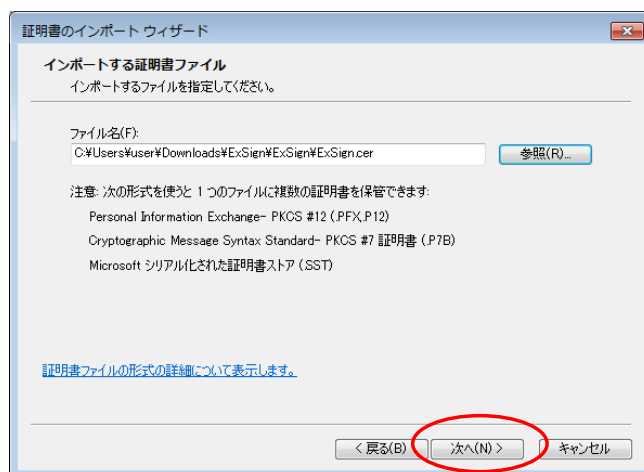 証明書のインポート ウィザード
インポートする証明書ファイル
インポートするファイルを指定してください。
ファイル名(F):
C:¥Users¥user¥Downloads¥ExSign¥ExSign¥ExSign.cer
参照(R)...
注意: 次の形式を使うと 1 つのファイルに複数の証明書を保管できます:
Personal Information Exchange- PKCS #12 (.PFX,.P12)
Cryptographic Message Syntax Standard- PKCS #7 証明書 (.P7B)
Microsoft シリアル化された証明書ストア (.SST)
証明書ファイルの形式の詳細について表示します。
< 戻る(B) 次へ(N) > キャンセル